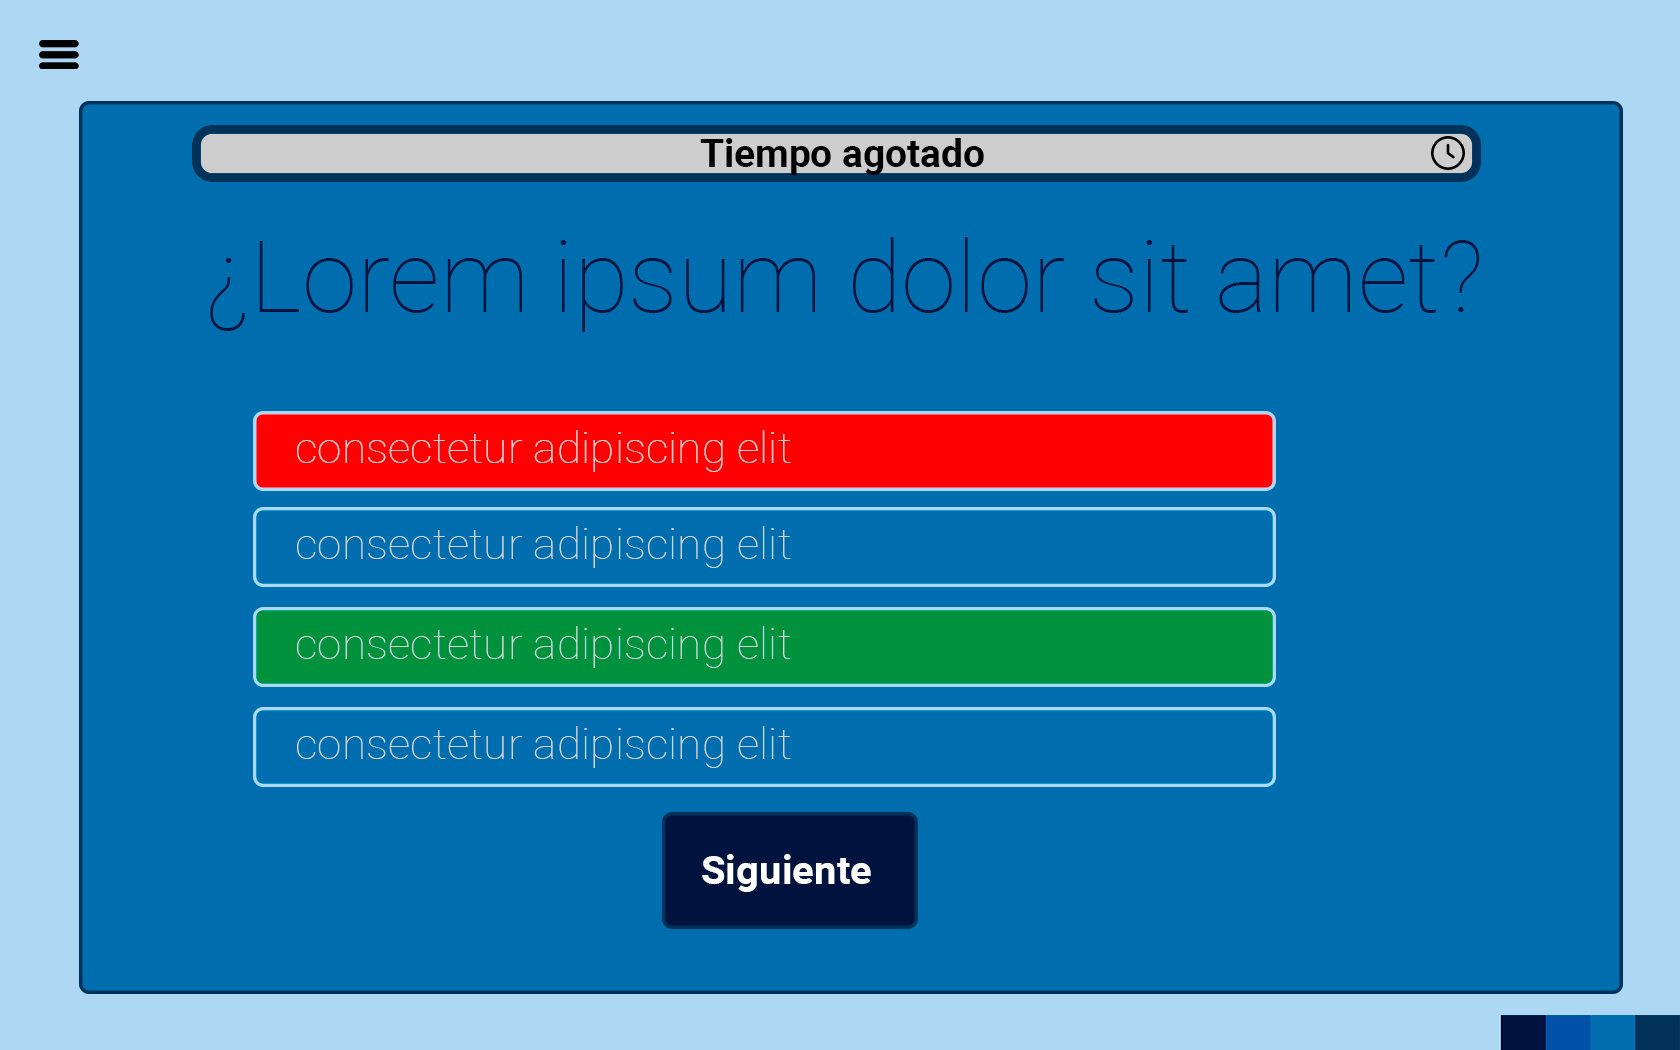 Tiempo agotado
¿Lorem ipsum dolor sit amet?
consectetur adipiscing elit
consectetur adipiscing elit
consectetur adipiscing elit
consectetur adipiscing elit
Siguiente